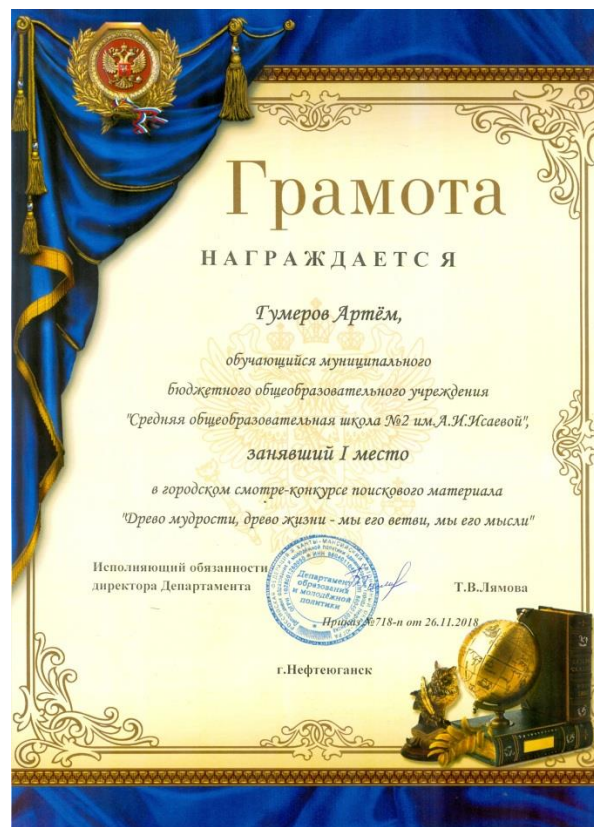 Грамота
НАГРАЖДАЕТСЯ
Гумеров Артём,
обучающийся муниципального
бюджетного общеобразовательного учреждения
"Средняя общеобразовательная школа №2 им.А.И.Исаевой",
занявший I место
в городском смотре-конкурсе поискового материала
"Древо мудрости, древо жизни - мы его ветви, мы его мысли"
Исполняющий обязанности
директора Департамента
Департамент
образования
и молодёжной
политики
Т.В.Лямова
Приказ №718-п от 26.11.2018
г.Нефтеюганск